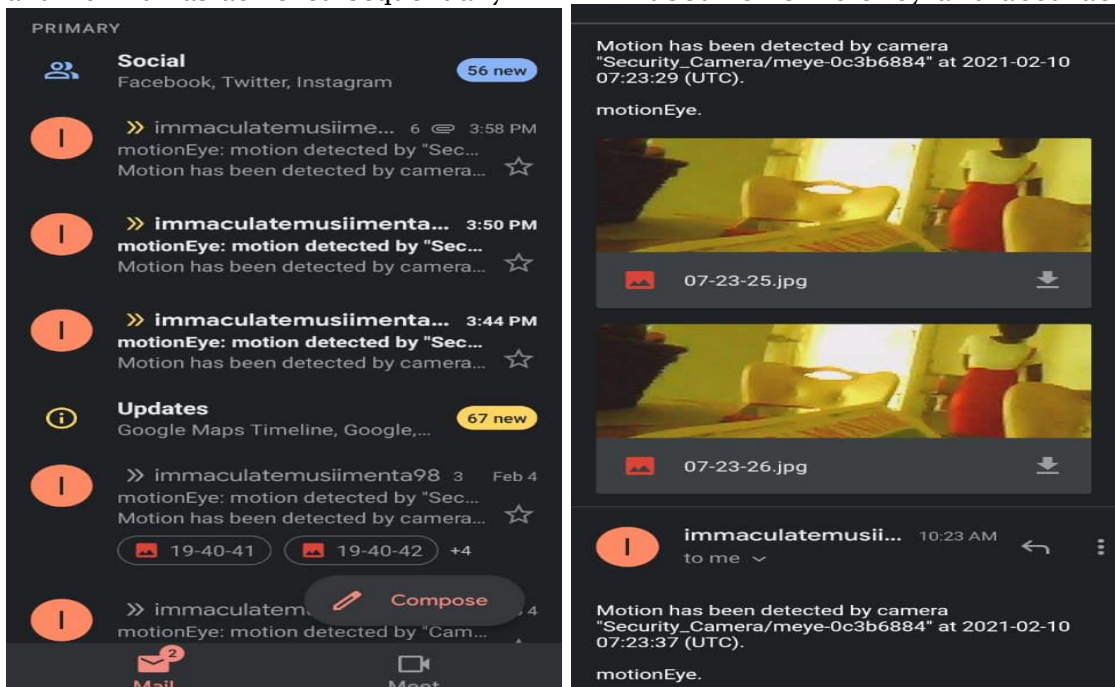 PRIMARY
Social
56 new
Facebook, Twitter, Instagram
I
immaculatemusiime... 6 3:58 PM
motionEye: motion detected by "Sec...
Motion has been detected by camera...
I
immaculatemusiimenta... 3:50 PM
motionEye: motion detected by "Sec...
Motion has been detected by camera...
I
immaculatemusiimenta... 3:44 PM
motionEye: motion detected by "Sec...
Motion has been detected by camera...
Updates
67 new
Google Maps Timeline, Google,...
I
immaculatemusiimenta98 3 Feb 4
motionEye: motion detected by "Sec...
Motion has been detected by camera...
19-40-41 19-40-42 +4
Compose
I
immaculatem 4
motionEye: motion detected by "Cam...
2
Mail Meet
Motion has been detected by camera
"Security_Camera/meye-0c3b6884" at 2021-02-10
07:23:29 (UTC).
motionEye.
07-23-25.jpg
07-23-26.jpg
I
immaculatemusii... 10:23 AM
to me
Motion has been detected by camera
"Security_Camera/meye-0c3b6884" at 2021-02-10
07:23:37 (UTC).
motionEye.